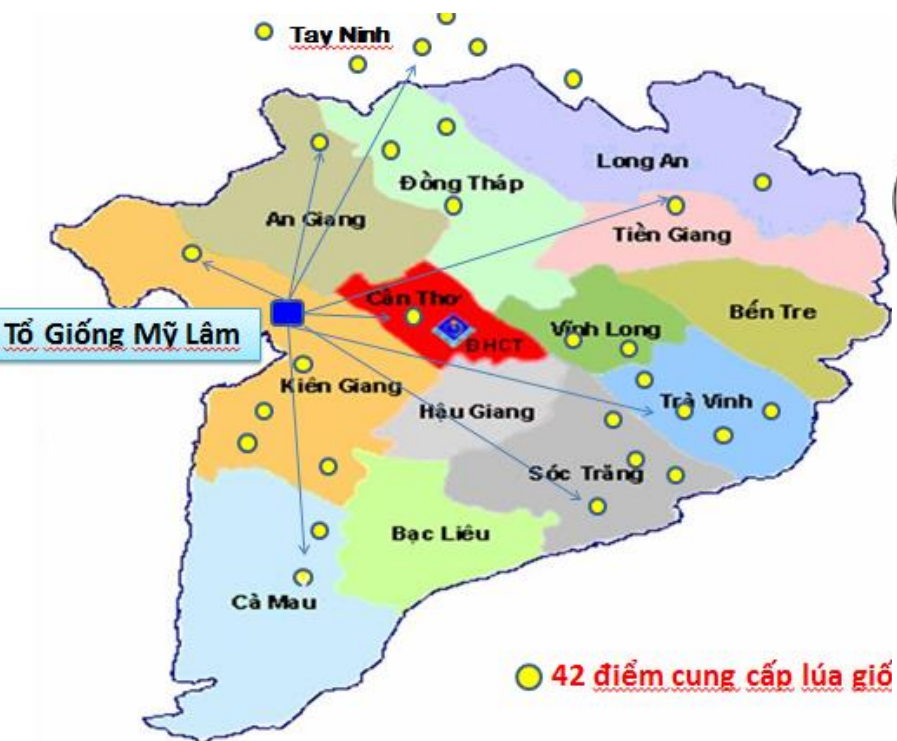 Tay Ninh
Long An
Đồng Tháp
An Giang
Tiền Giang
Cần Thơ
Bến Tre
Tổ Giống Mỹ Lâm
Vĩnh Long
ĐHCT
Kiên Giang
Trà Vinh
Hậu Giang
Sóc Trăng
Bạc Liêu
Cà Mau
42 điểm cung cấp lúa giố